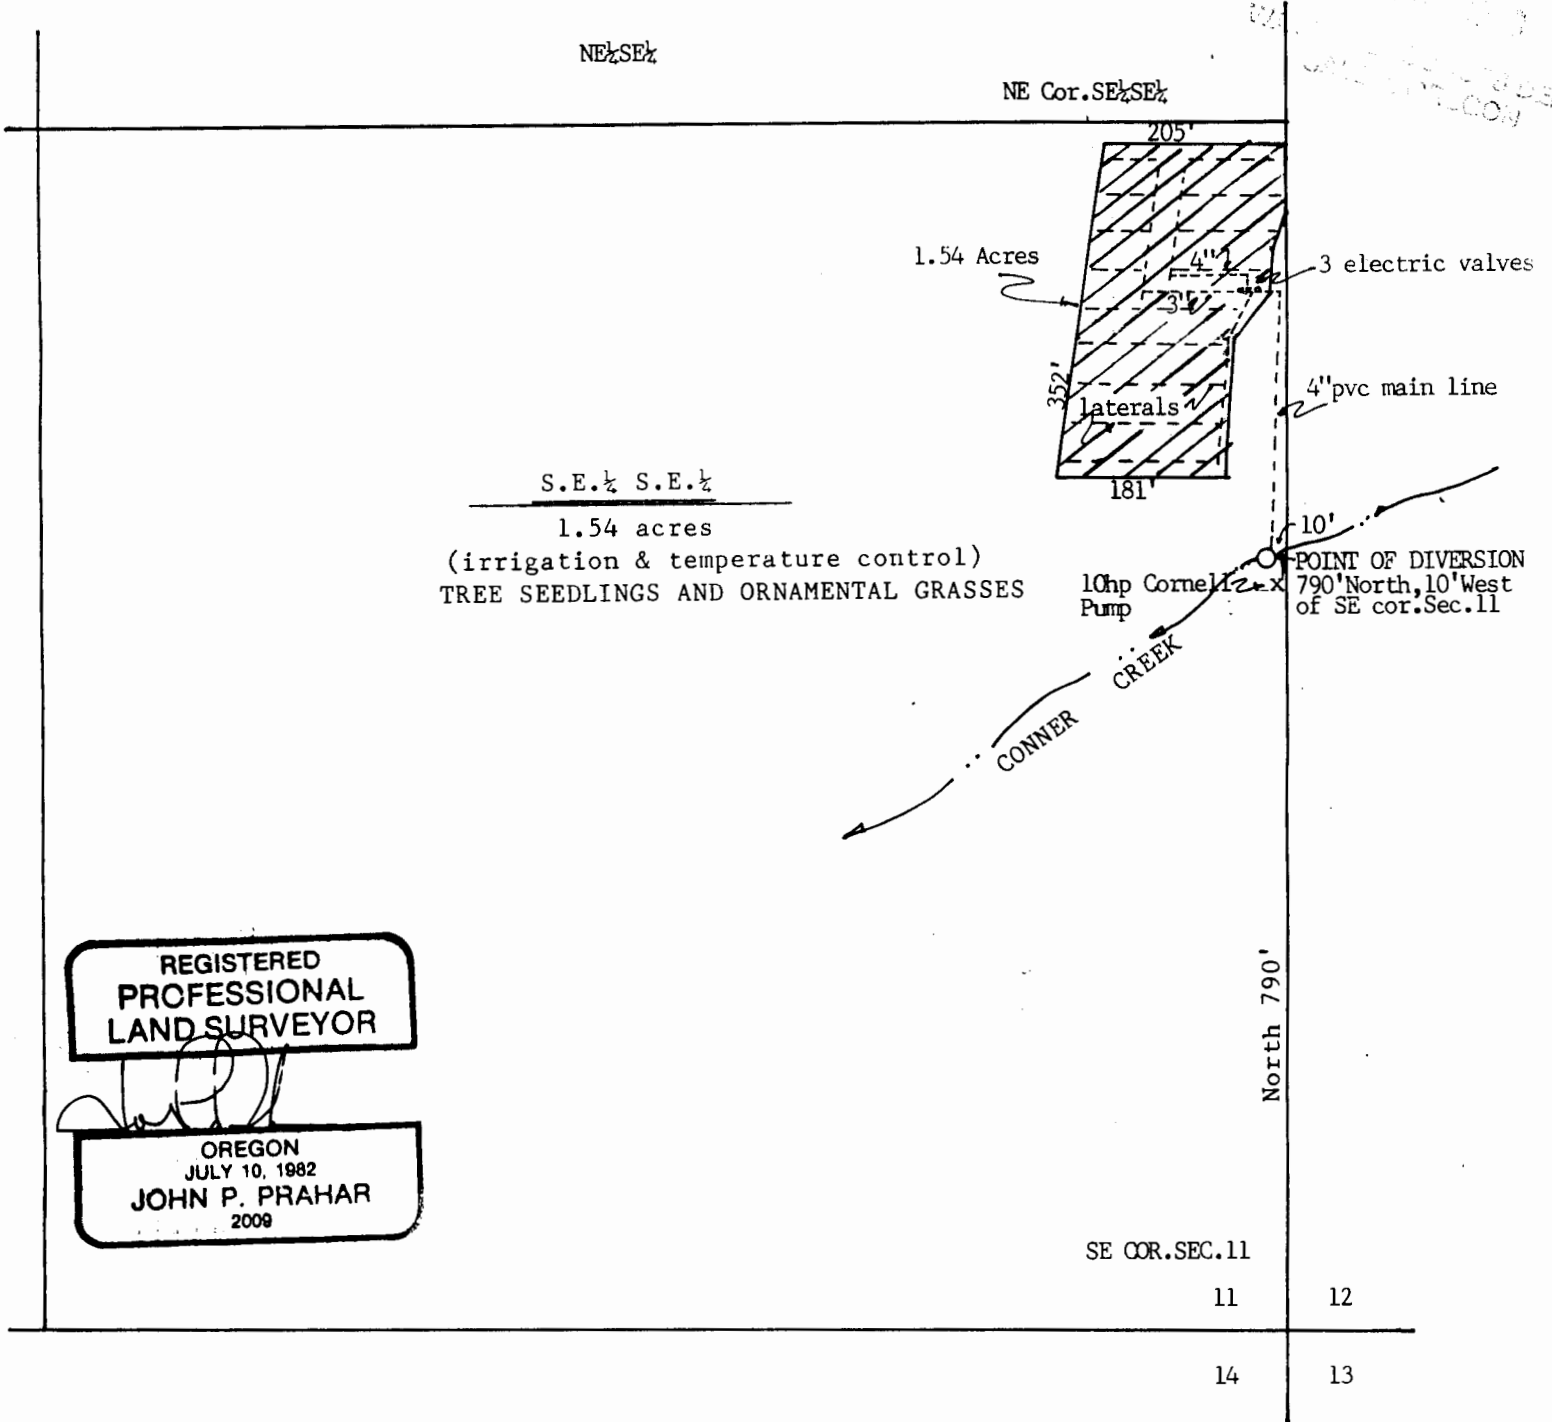 NE¼SE¼
NE Cor.SE¼SE¼
205'
1.54 Acres
4"
3 electric valves
3"
352'
4"pvc main line
laterals
181'
S.E.¼ S.E.¼
1.54 acres
(irrigation & temperature control)
TREE SEEDLINGS AND ORNAMENTAL GRASSES
10'
POINT OF DIVERSION
790'North,10'West
of SE cor.Sec.11
10hp Cornell
Pump
x
CONNER CREEK
North 790'
REGISTERED
PROFESSIONAL
LAND SURVEYOR
OREGON
JULY 10, 1982
JOHN P. PRAHAR
2009
SE COR.SEC.11
11 12
14 13